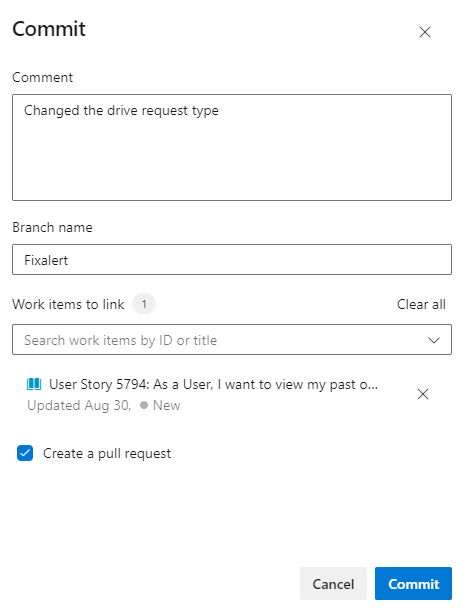 Commit
Comment
Changed the drive request type
Branch name
Fixalert
Work items to link 1 Clear all
Search work items by ID or title
User Story 5794: As a User, I want to view my past o...
Updated Aug 30, New
Create a pull request
Cancel Commit